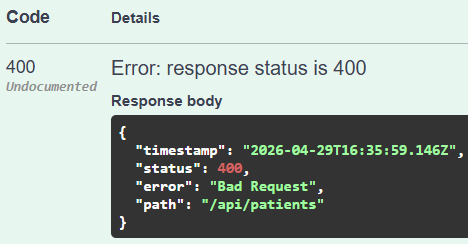 Code Details
400 Error: response status is 400
Undocumented
Response body
{
  "timestamp": "2026-04-29T16:35:59.146Z",
  "status": 400,
  "error": "Bad Request",
  "path": "/api/patients"
}